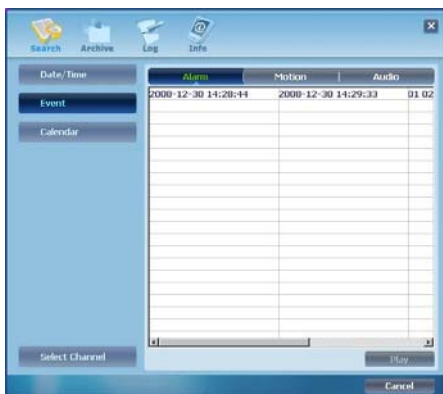 Search Archive Log Info
Date/Time
Event
Calendar
Alarm Motion Audio
2008-12-30 14:28:44 2008-12-30 14:29:33 01 02
Select Channel
Play
Cancel